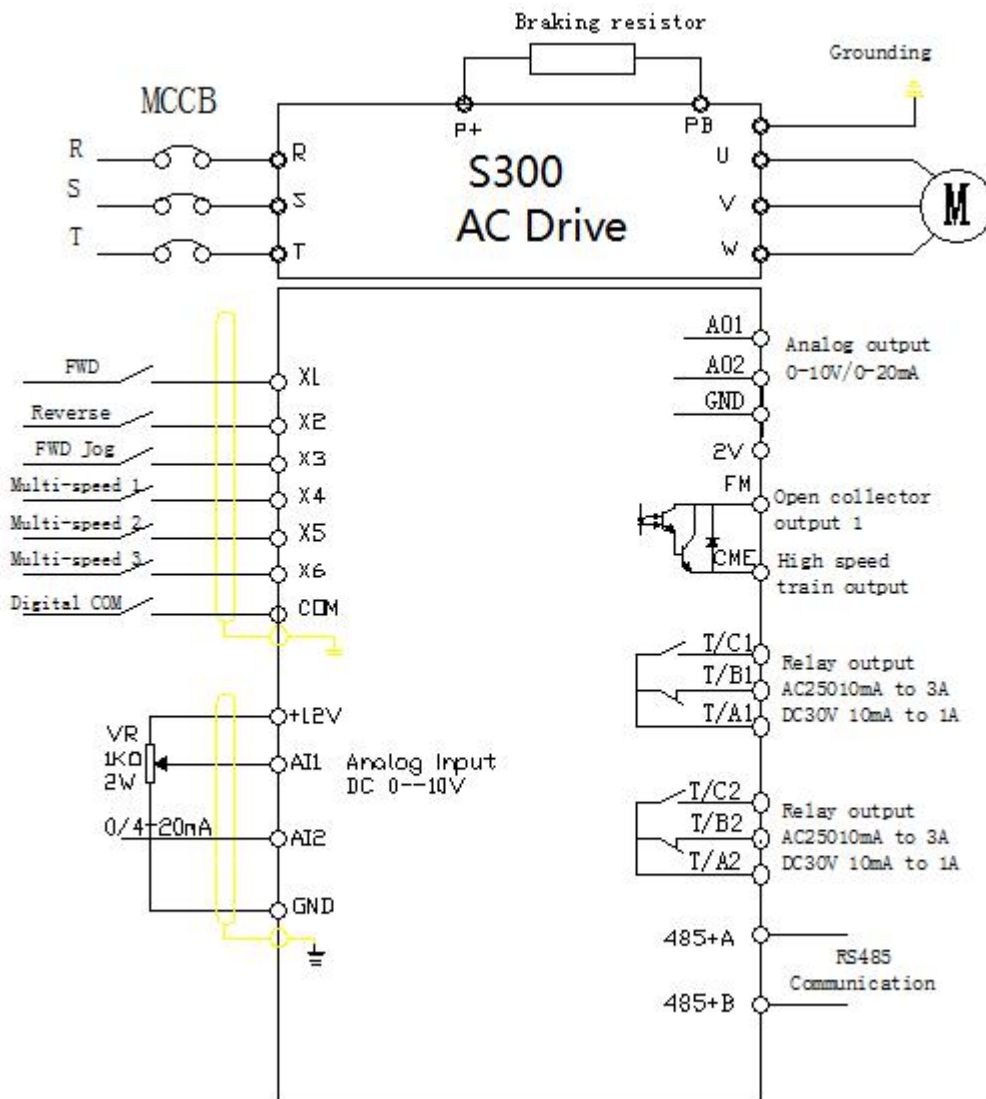 Braking resistor
Grounding
MCCB
P+
PB
R
R
U
S300
AC Drive
S
S
V
M
T
T
W
AO1
Analog output
0-10V/0-20mA
AO2
GND
2V
FM
Open collector
output 1
CME
High speed
train output
FWD
X1
Reverse
X2
FWD Jog
X3
Multi-speed 1
X4
Multi-speed 2
X5
Multi-speed 3
X6
Digital COM
COM
T/C1
T/B1
T/A1
Relay output
AC25010mA to 3A
DC30V 10mA to 1A
+12V
VR
1KΩ
2W
AI1
Analog Input
DC 0--10V
0/4-20mA
AI2
GND
T/C2
T/B2
T/A2
Relay output
AC25010mA to 3A
DC30V 10mA to 1A
485+A
RS485
Communication
485+B